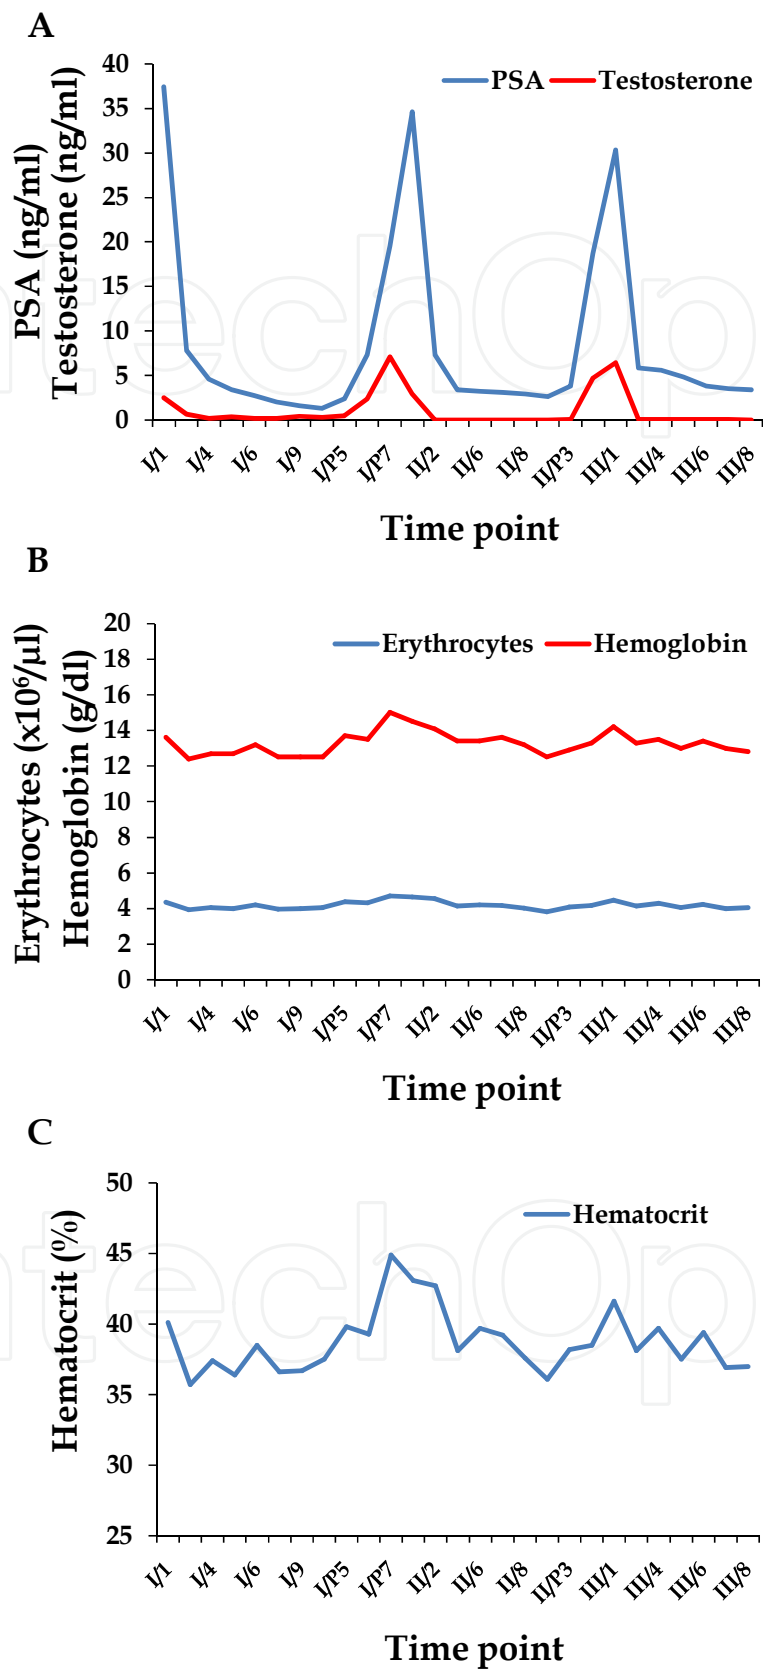 A
PSA (ng/ml)
Testosterone (ng/ml)
40
35
30
25
20
15
10
5
0
PSA Testosterone
I/1 I/4 I/6 I/9 I/P5 I/P7 II/2 II/6 II/8 II/P3 III/1 III/4 III/6 III/8
Time point
B
Erythrocytes (x10⁶/µl)
Hemoglobin (g/dl)
20
18
16
14
12
10
8
6
4
2
0
Erythrocytes Hemoglobin
I/1 I/4 I/6 I/9 I/P5 I/P7 II/2 II/6 II/8 II/P3 III/1 III/4 III/6 III/8
Time point
C
Hematocrit (%)
50
45
40
35
30
25
Hematocrit
I/1 I/4 I/6 I/9 I/P5 I/P7 II/2 II/6 II/8 II/P3 III/1 III/4 III/6 III/8
Time point